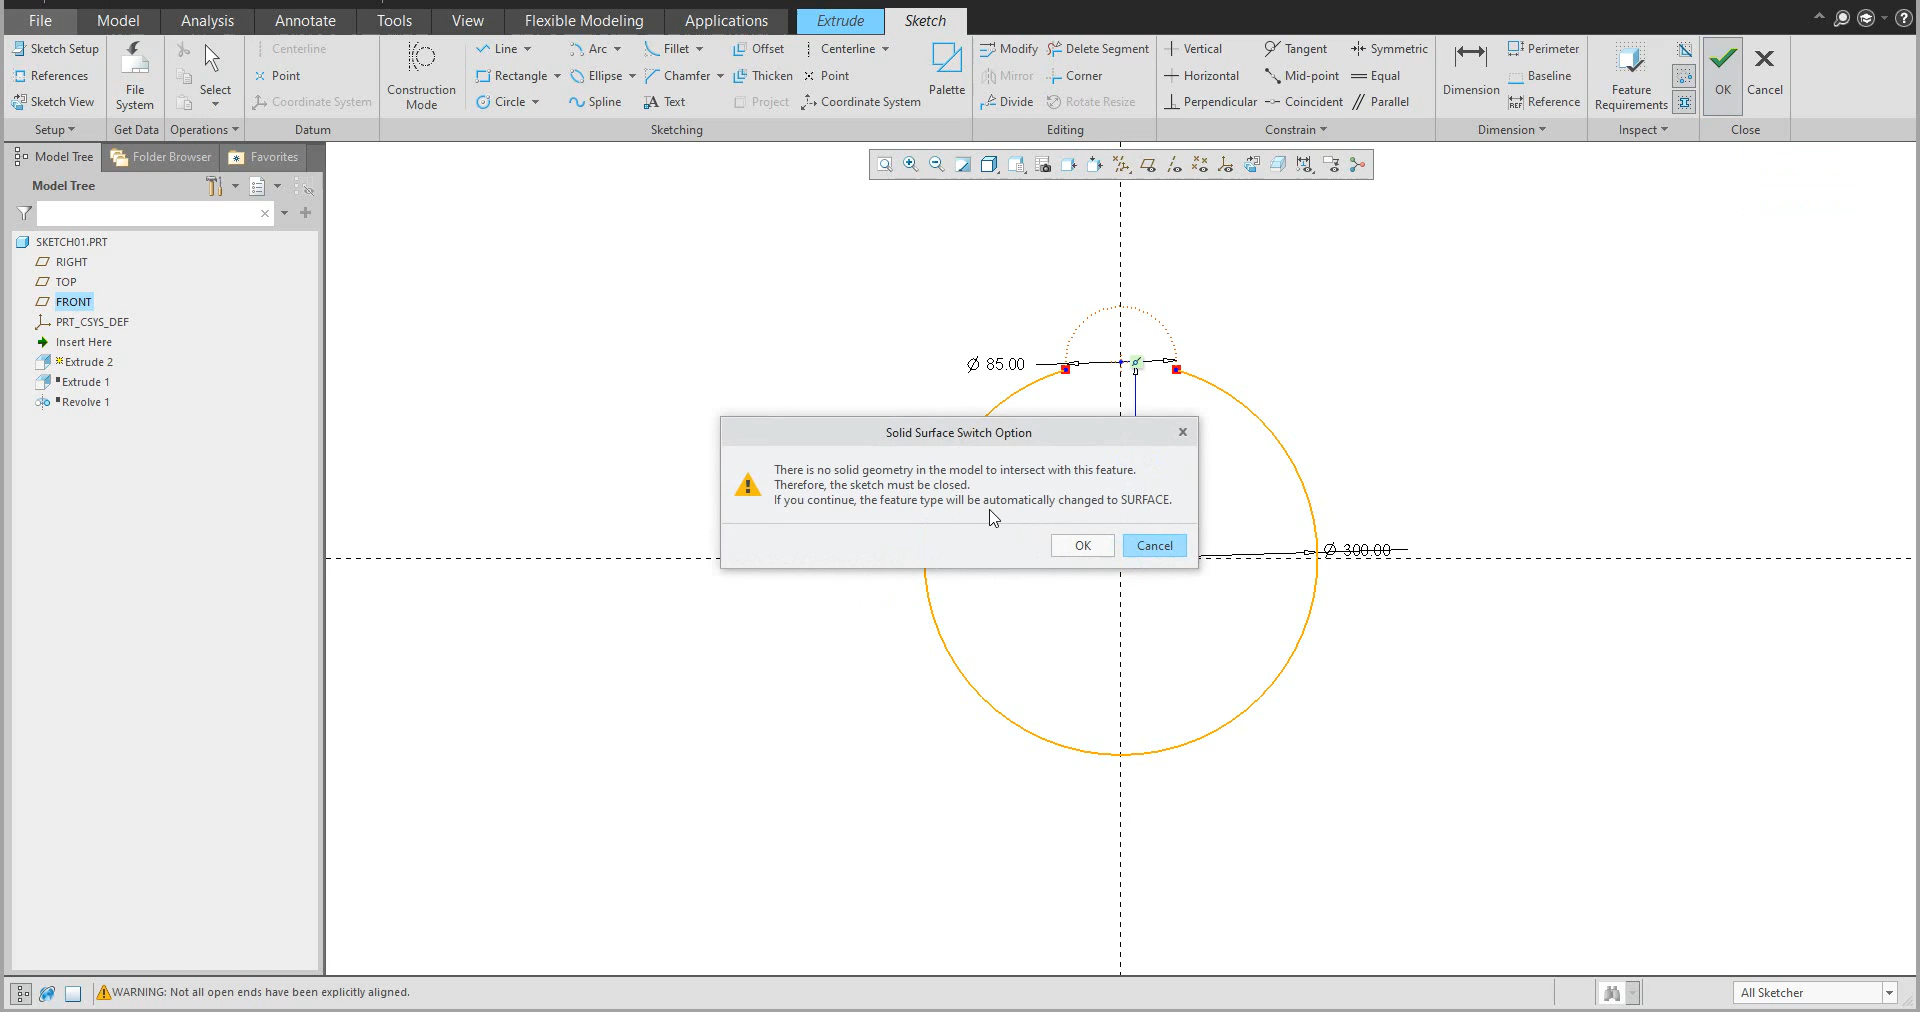 File Model Analysis Annotate Tools View Flexible Modeling Applications Extrude Sketch
Sketch Setup Centerline Line Arc Fillet Offset Centerline Modify Delete Segment Vertical Tangent Symmetric Perimeter
References Point Rectangle Ellipse Chamfer Thicken Point Mirror Corner Horizontal Mid-point Equal Baseline
File System Select Construction Mode Palette Dimension Feature Requirements OK Cancel
Sketch View Coordinate System Circle Spline Text Project Coordinate System Divide Rotate Resize Perpendicular Coincident Parallel Reference
Setup Get Data Operations Datum Sketching Editing Constrain Dimension Inspect Close
Model Tree Folder Browser Favorites
Model Tree
SKETCH01.PRT
RIGHT
TOP
FRONT
PRT_CSYS_DEF
Insert Here
Extrude 2
Extrude 1
Revolve 1
Ø 85.00
Solid Surface Switch Option
There is no solid geometry in the model to intersect with this feature.
Therefore, the sketch must be closed.
If you continue, the feature type will be automatically changed to SURFACE.
OK Cancel
Ø 300.00
WARNING: Not all open ends have been explicitly aligned.
All Sketcher